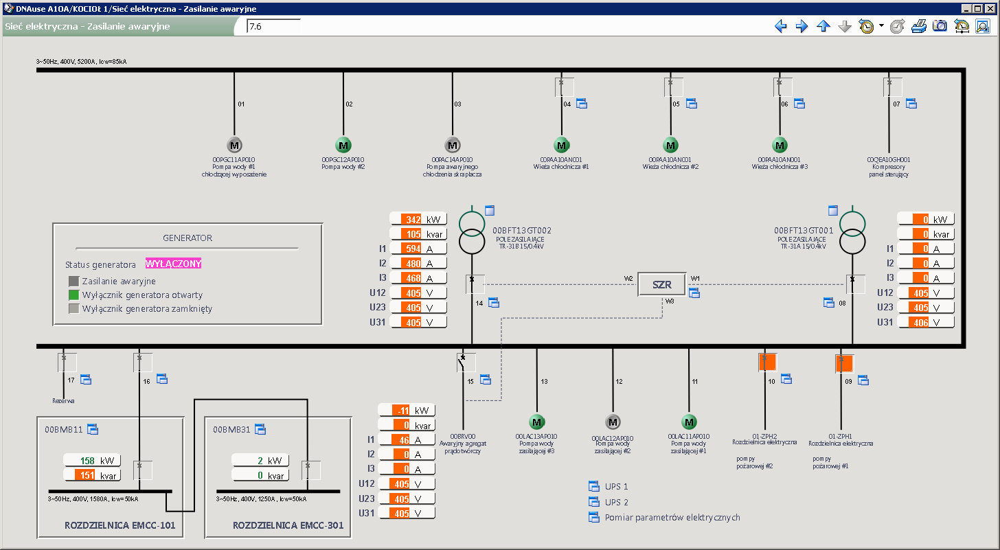 DNAuse A10A/KOCIOŁ 1/Sieć elektryczna - Zasilanie awaryjne
Sieć elektryczna - Zasilanie awaryjne
7.6
3~50Hz, 400V, 5200A, Icw=85kA
01
02
03
04
05
06
07
M
M
M
M
M
M
00PGC11AP010
Pompa wody #1
chłodzącej wyposażenie
00PGC12AP010
Pompa wody #2
00PAC14AP010
Pompa awaryjnego
chłodzenia skraplacza
00PAA10AN001
Wieża chłodnicza #1
00PAA10AN001
Wieża chłodnicza #2
00PAA10AN001
Wieża chłodnicza #3
00QEA10GH001
Kompresory
panel sterujący
GENERATOR
Status generatora WYŁĄCZONY
Zasilanie awaryjne
Wyłącznik generatora otwarty
Wyłącznik generatora zamknięty
342 kW
105 kvar
I1 594 A
I2 480 A
I3 468 A
U12 405 V
U23 405 V
U31 405 V
00BFT13GT002
POLE ZASILAJĄCE
TR-31B 15/0.4kV
14
W2
SZR
W1
W3
00BFT13GT001
POLE ZASILAJĄCE
TR-31A 15/0.4kV
08
0 kW
0 kvar
I1 0 A
I2 0 A
I3 0 A
U12 405 V
U23 405 V
U31 406 V
17
16
15
13
12
11
10
09
Rezerwa
00BMB11
158 kW
151 kvar
3~50Hz, 400V, 1580A, Icw=50kA
ROZDZIELNICA EMCC-101
00BMB31
2 kW
0 kvar
3~50Hz, 400V, 1250A, Icw=50kA
ROZDZIELNICA EMCC-301
-11 kW
0 kvar
I1 46 A
I2 0 A
I3 0 A
U12 405 V
U23 405 V
U31 405 V
00BRV00
Awaryjny agregat
prądotwórczy
M
M
M
00LAC13AP010
Pompa wody
zasilającej #3
00LAC12AP010
Pompa wody
zasilającej #2
00LAC11AP010
Pompa wody
zasilającej #1
01-ZPH2
Rozdzielnica elektryczna
pompy
pożarowej #2
01-ZPH1
Rozdzielnica elektryczna
pompy
pożarowej #1
UPS 1
UPS 2
Pomiar parametrów elektrycznych